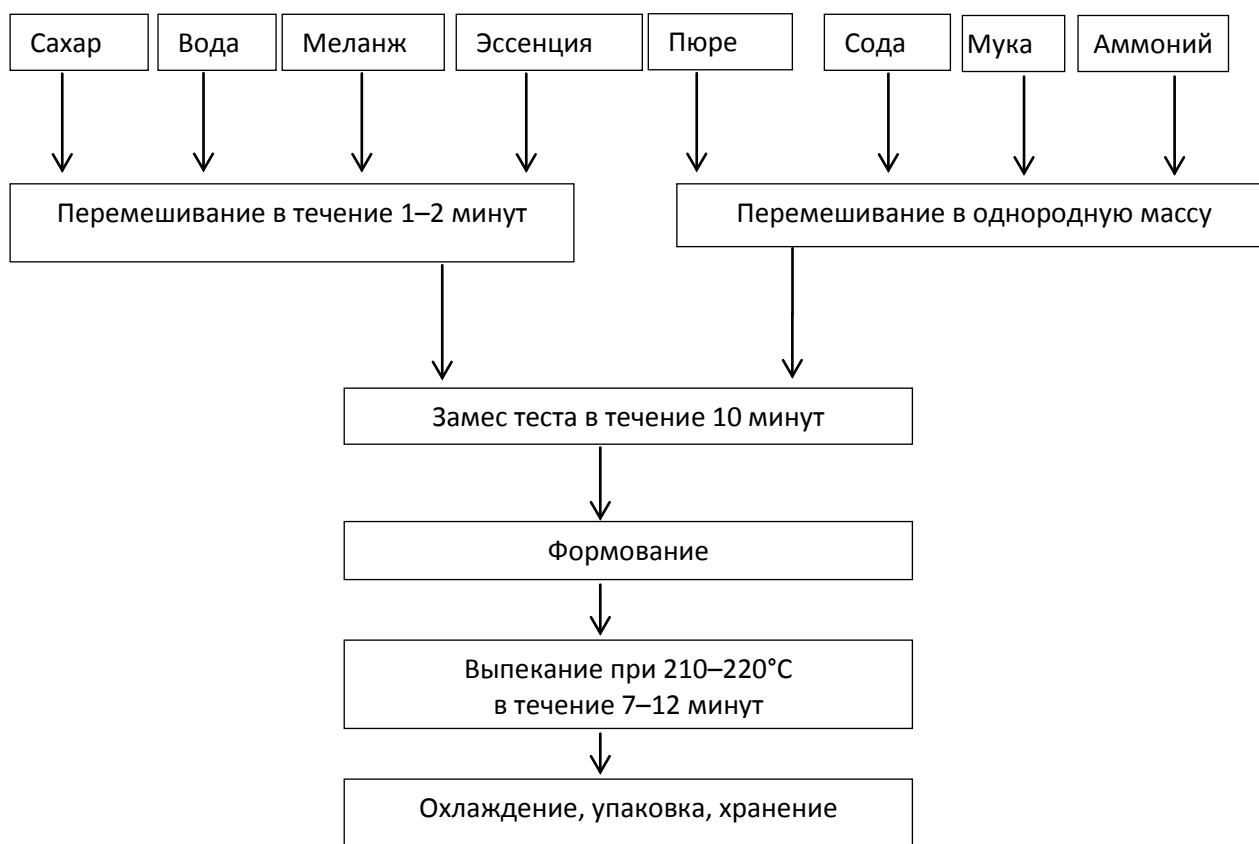 Сахар
Вода
Меланж
Эссенция
Пюре
Сода
Мука
Аммоний
Перемешивание в течение 1–2 минут
Перемешивание в однородную массу
Замес теста в течение 10 минут
Формование
Выпекание при 210–220°С
в течение 7–12 минут
Охлаждение, упаковка, хранение